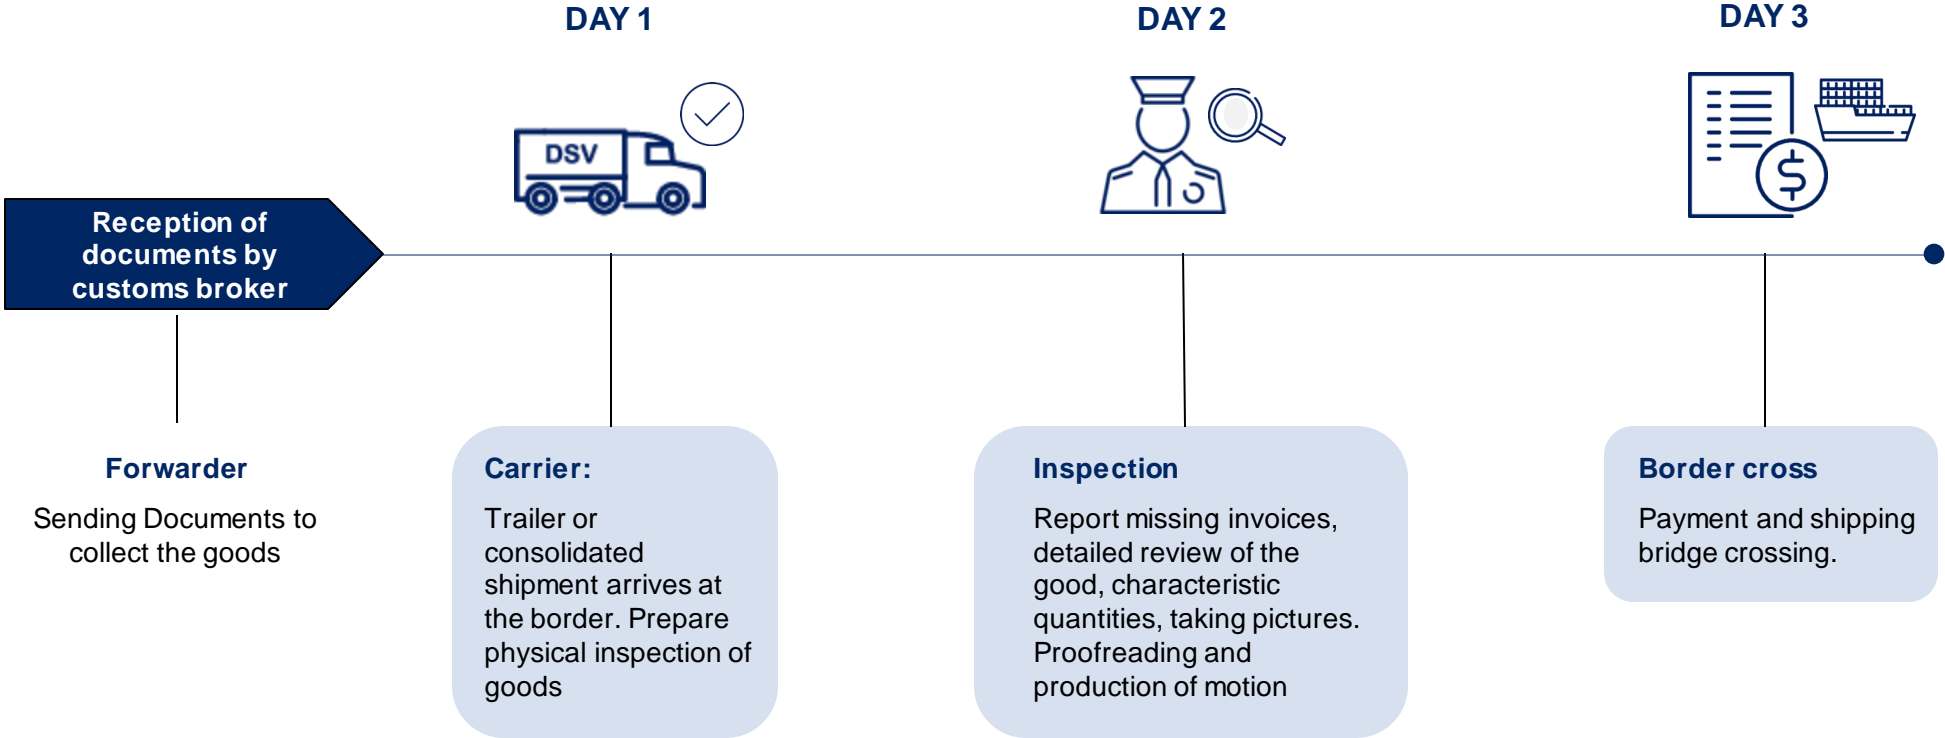 DAY 1
DAY 2
DAY 3
DSV
Reception of
documents by
customs broker
Forwarder
Sending Documents to
collect the goods
Carrier:
Trailer or
consolidated
shipment arrives at
the border. Prepare
physical inspection of
goods
Inspection
Report missing invoices,
detailed review of the
good, characteristic
quantities, taking pictures.
Proofreading and
production of motion
Border cross
Payment and shipping
bridge crossing.